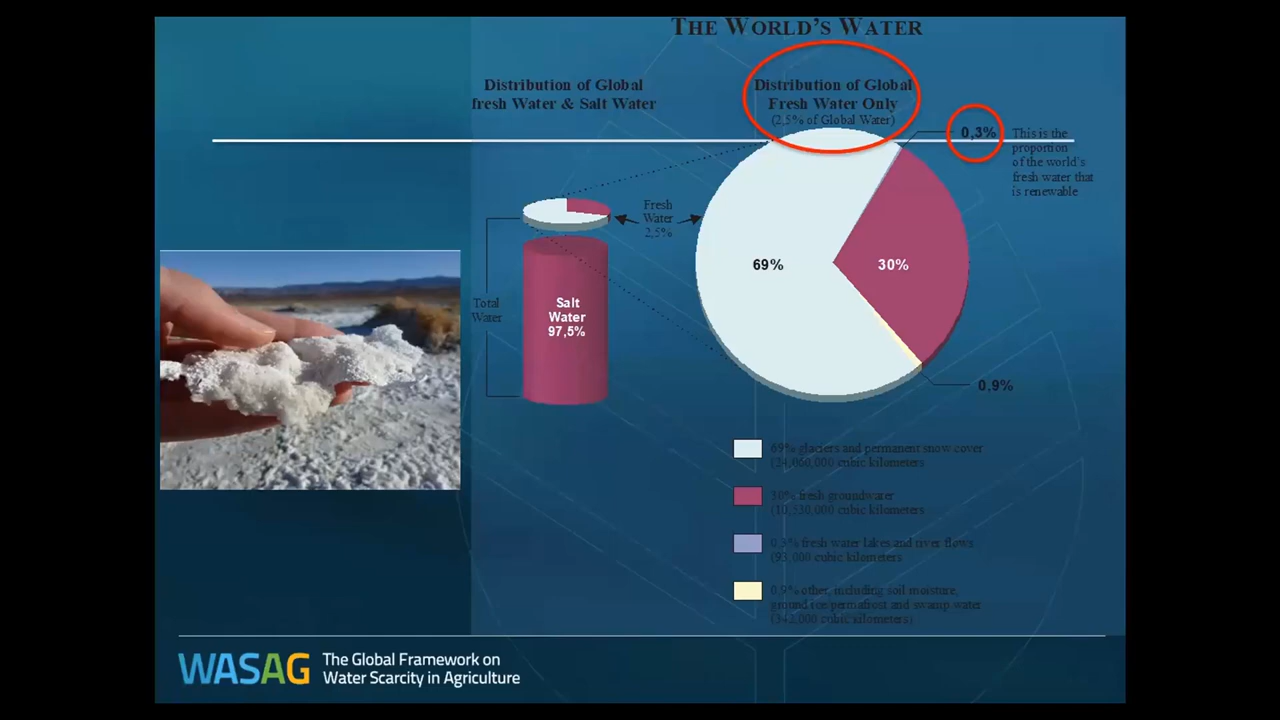 THE WORLD'S WATER
Distribution of Global
fresh Water & Salt Water
Distribution of Global
Fresh Water Only
(2,5% of Global Water)
0,3%
This is the
proportion
of the world's
fresh water that
is renewable
Fresh
Water
2,5%
Total
Water
Salt
Water
97,5%
69%
30%
0.9%
69% glaciers and permanent snow cover
(24,060,000 cubic kilometers
30% fresh groundwater
(10,530,000 cubic kilometers
0.3% fresh water lakes and river flows
(93,000 cubic kilometers
0.9% other, including soil moisture,
ground ice permafrost and swamp water
(342,000 cubic kilometers)
WASAG
The Global Framework on
Water Scarcity in Agriculture